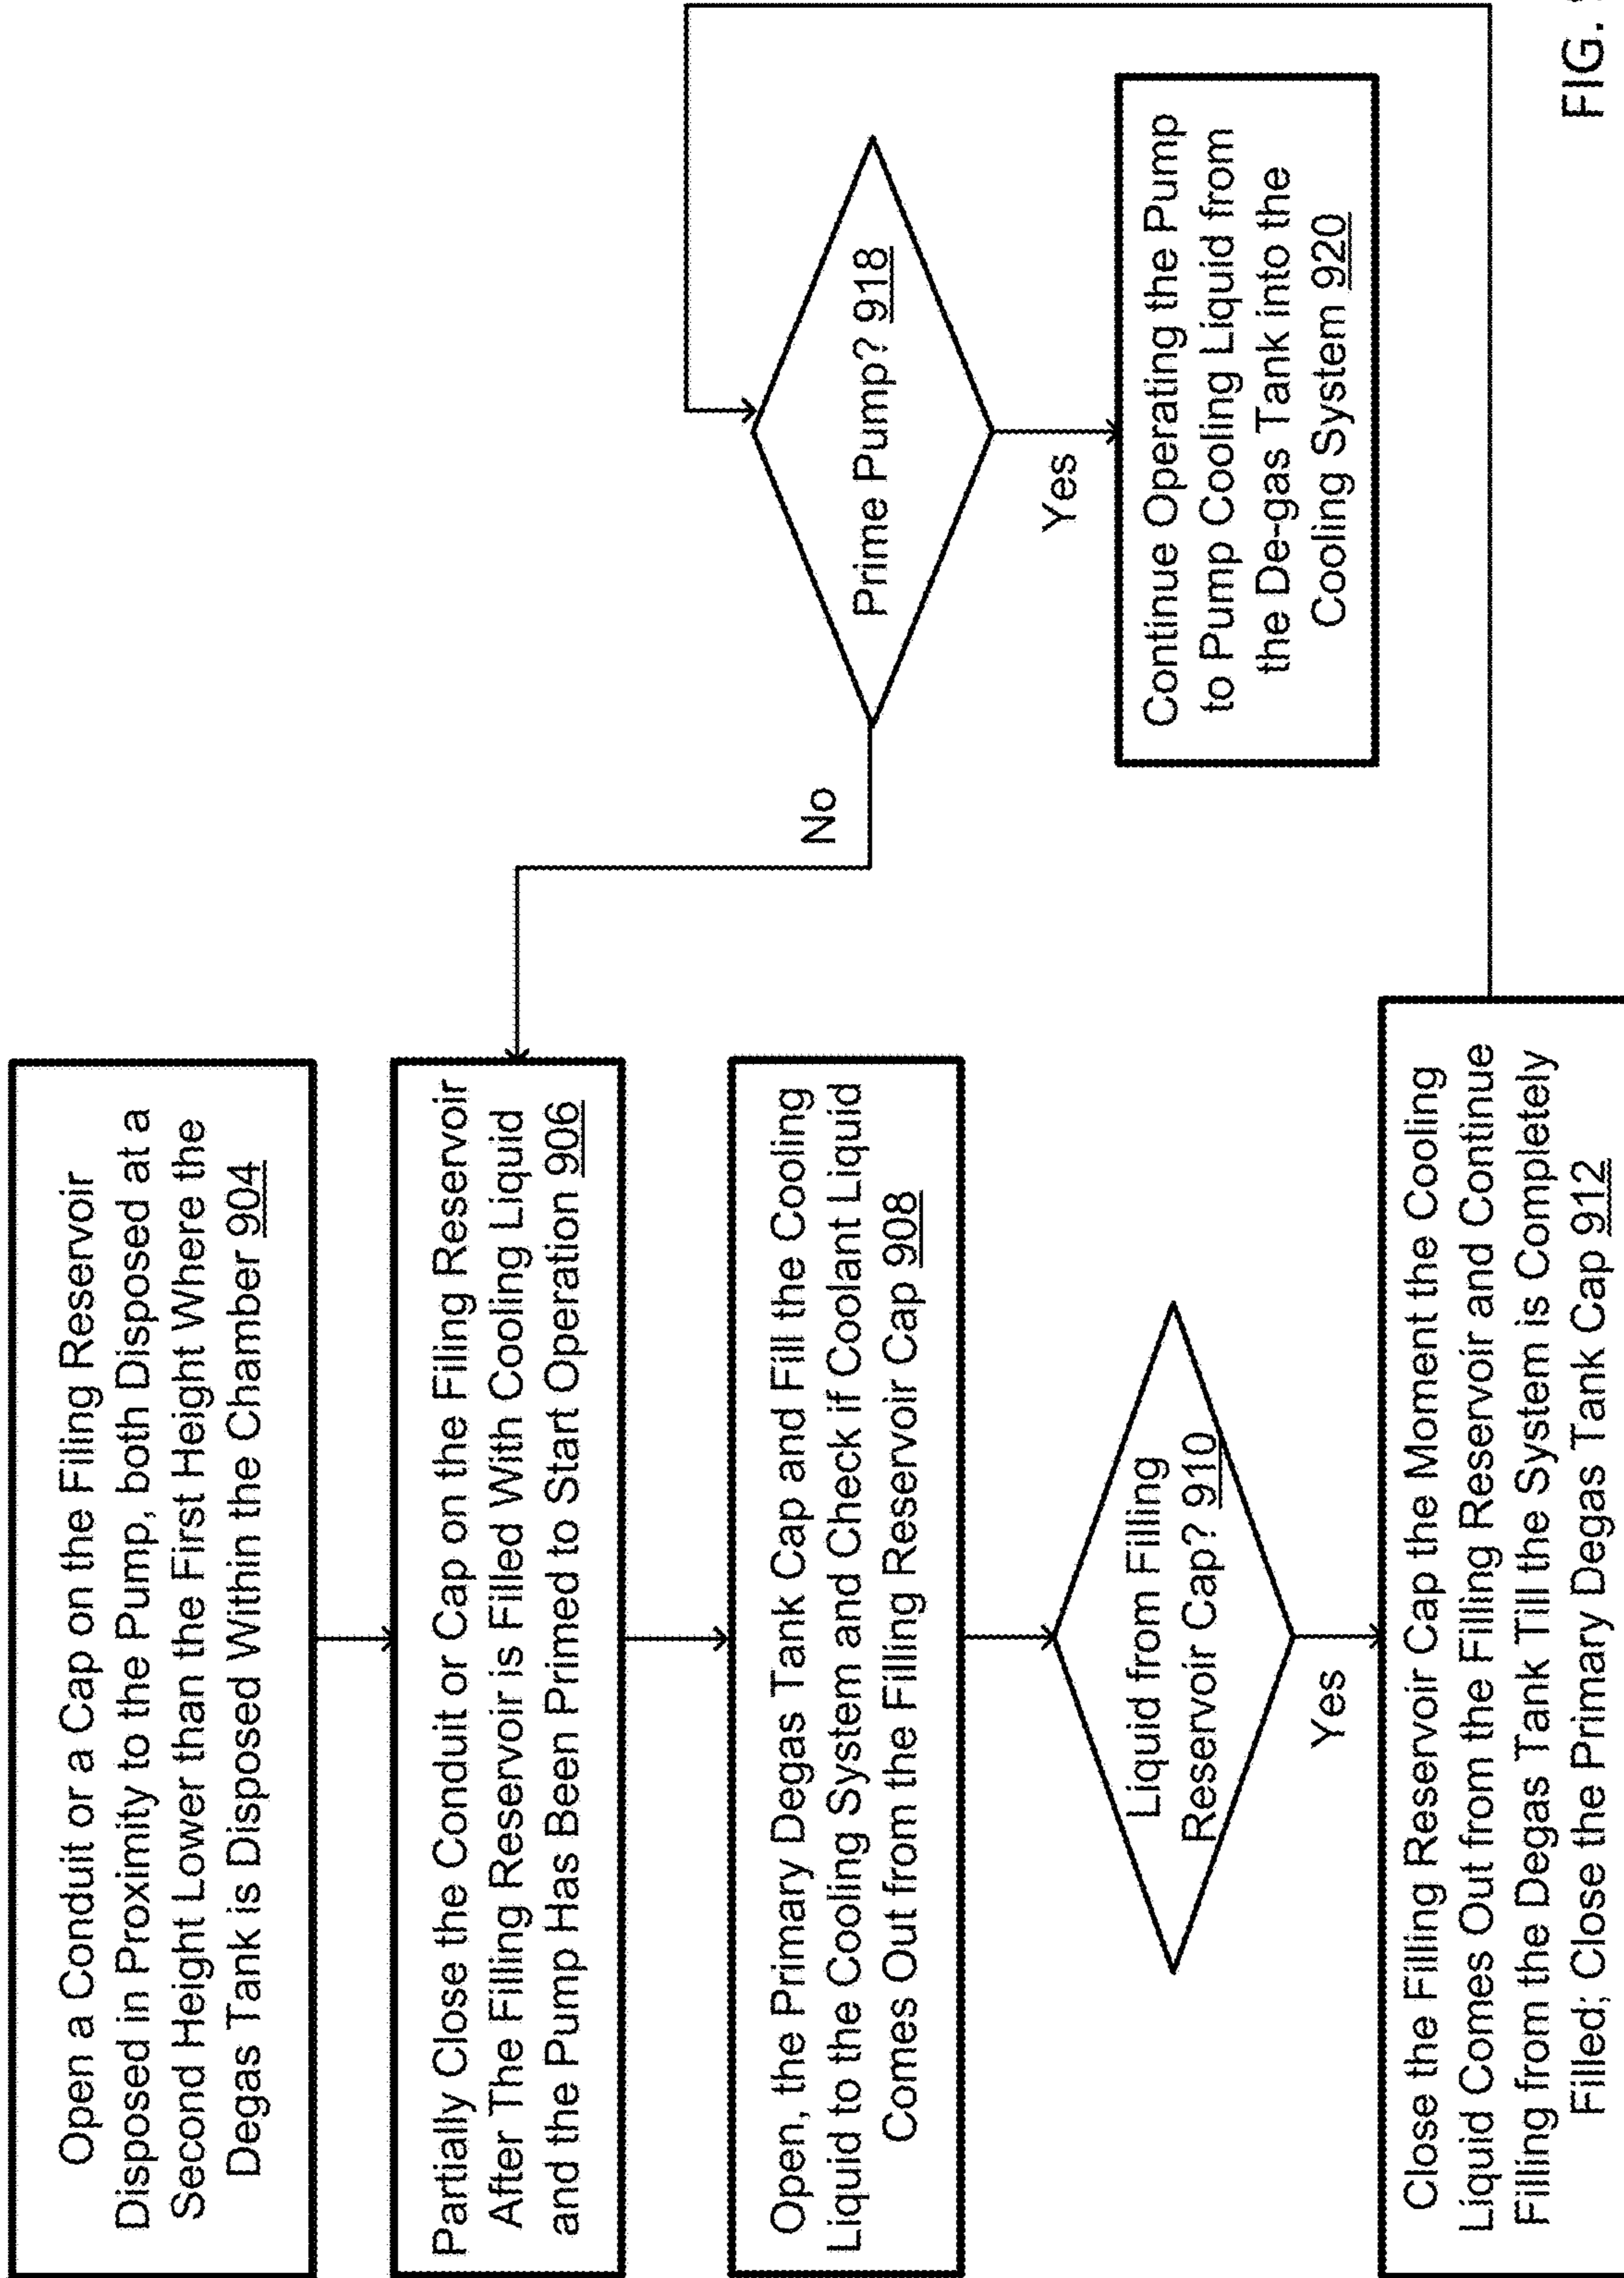 Open a Conduit or a Cap on the Filing Reservoir
Disposed in Proximity to the Pump, both Disposed at a
Second Height Lower than the First Height Where the
Degas Tank is Disposed Within the Chamber 904
Partially Close the Conduit or Cap on the Filing Reservoir
After The Filling Reservoir is Filled With Cooling Liquid
and the Pump Has Been Primed to Start Operation 906
Open, the Primary Degas Tank Cap and Fill the Cooling
Liquid to the Cooling System and Check if Coolant Liquid
Comes Out from the Filling Reservoir Cap 908
Liquid from Filling
Reservoir Cap? 910
Yes
Close the Filling Reservoir Cap the Moment the Cooling
Liquid Comes Out from the Filling Reservoir and Continue
Filling from the Degas Tank Till the System is Completely
Filled; Close the Primary Degas Tank Cap 912
No
Prime Pump? 918
Yes
Continue Operating the Pump
to Pump Cooling Liquid from
the De-gas Tank into the
Cooling System 920
FIG.